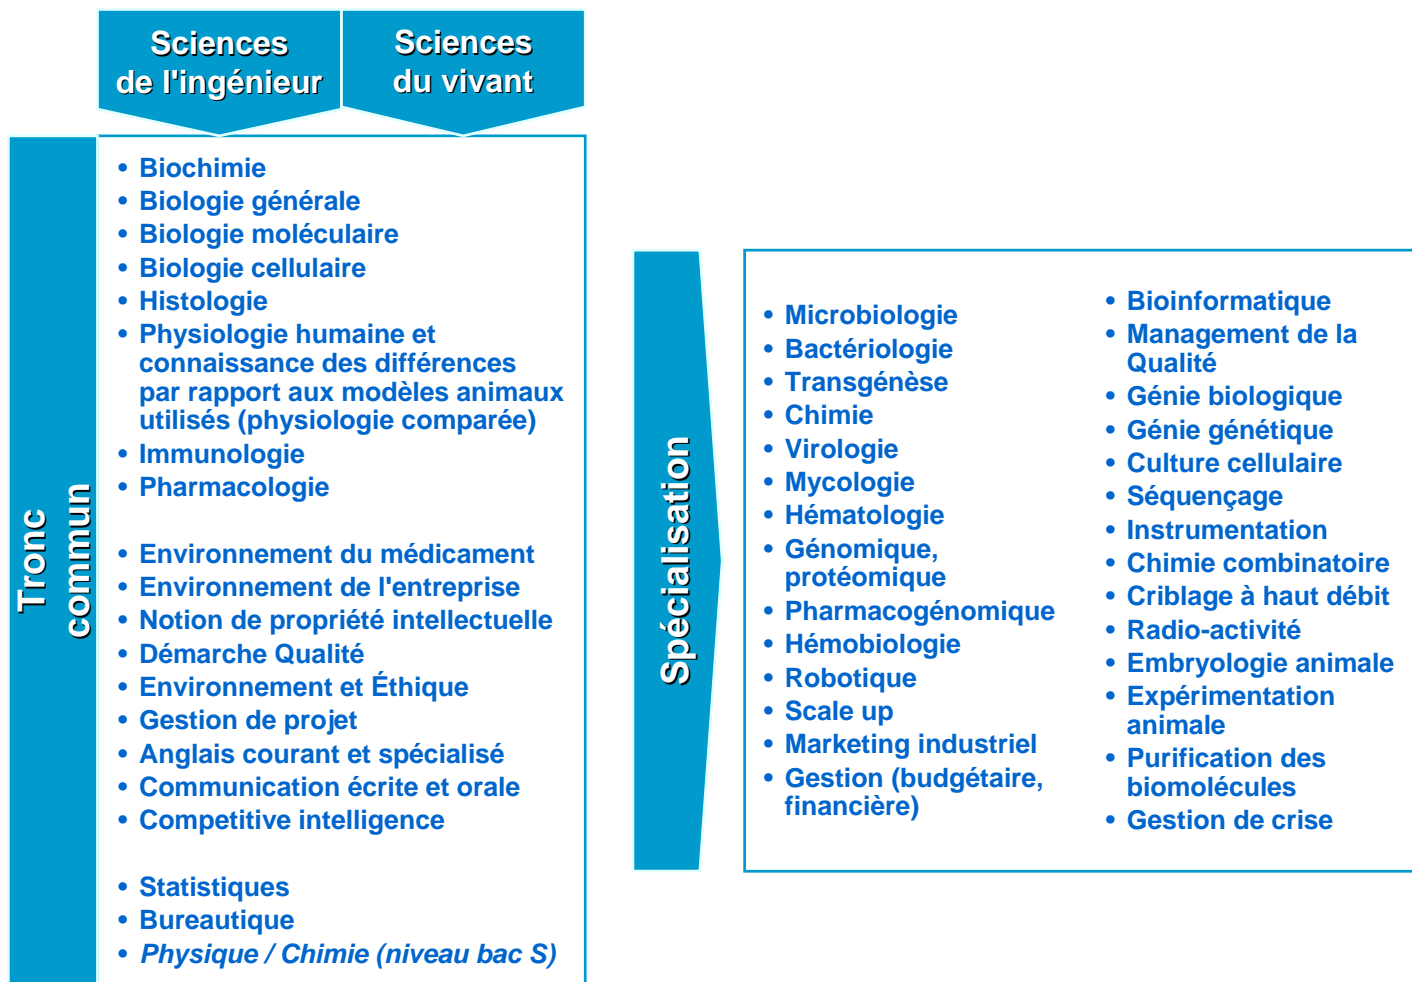 Sciences
de l'ingénieur
Sciences
du vivant
Tronc
commun
• Biochimie
• Biologie générale
• Biologie moléculaire
• Biologie cellulaire
• Histologie
• Physiologie humaine et
connaissance des différences
par rapport aux modèles animaux
utilisés (physiologie comparée)
• Immunologie
• Pharmacologie
• Environnement du médicament
• Environnement de l'entreprise
• Notion de propriété intellectuelle
• Démarche Qualité
• Environnement et Éthique
• Gestion de projet
• Anglais courant et spécialisé
• Communication écrite et orale
• Competitive intelligence
• Statistiques
• Bureautique
• Physique / Chimie (niveau bac S)
Spécialisation
• Microbiologie
• Bactériologie
• Transgénèse
• Chimie
• Virologie
• Mycologie
• Hématologie
• Génomique,
protéomique
• Pharmacogénomique
• Hémobiologie
• Robotique
• Scale up
• Marketing industriel
• Gestion (budgétaire,
financière)
• Bioinformatique
• Management de la
Qualité
• Génie biologique
• Génie génétique
• Culture cellulaire
• Séquençage
• Instrumentation
• Chimie combinatoire
• Criblage à haut débit
• Radio-activité
• Embryologie animale
• Expérimentation
animale
• Purification des
biomolécules
• Gestion de crise